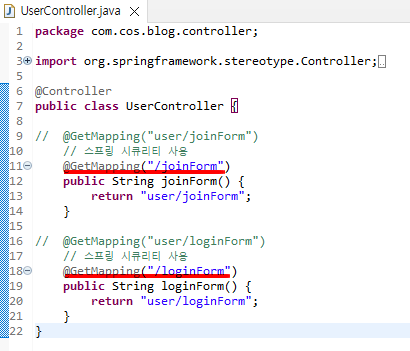 UserController.java
1 package com.cos.blog.controller;
2
3 import org.springframework.stereotype.Controller;
5
6 @Controller
7 public class UserController {
8
9 //  @GetMapping("user/joinForm")
10 // 스프링 시큐리티 사용
11 @GetMapping("/joinForm")
12 public String joinForm() {
13 return "user/joinForm";
14 }
15
16 //  @GetMapping("user/loginForm")
17 // 스프링 시큐리티 사용
18 @GetMapping("/loginForm")
19 public String loginForm() {
20 return "user/loginForm";
21 }
22 }